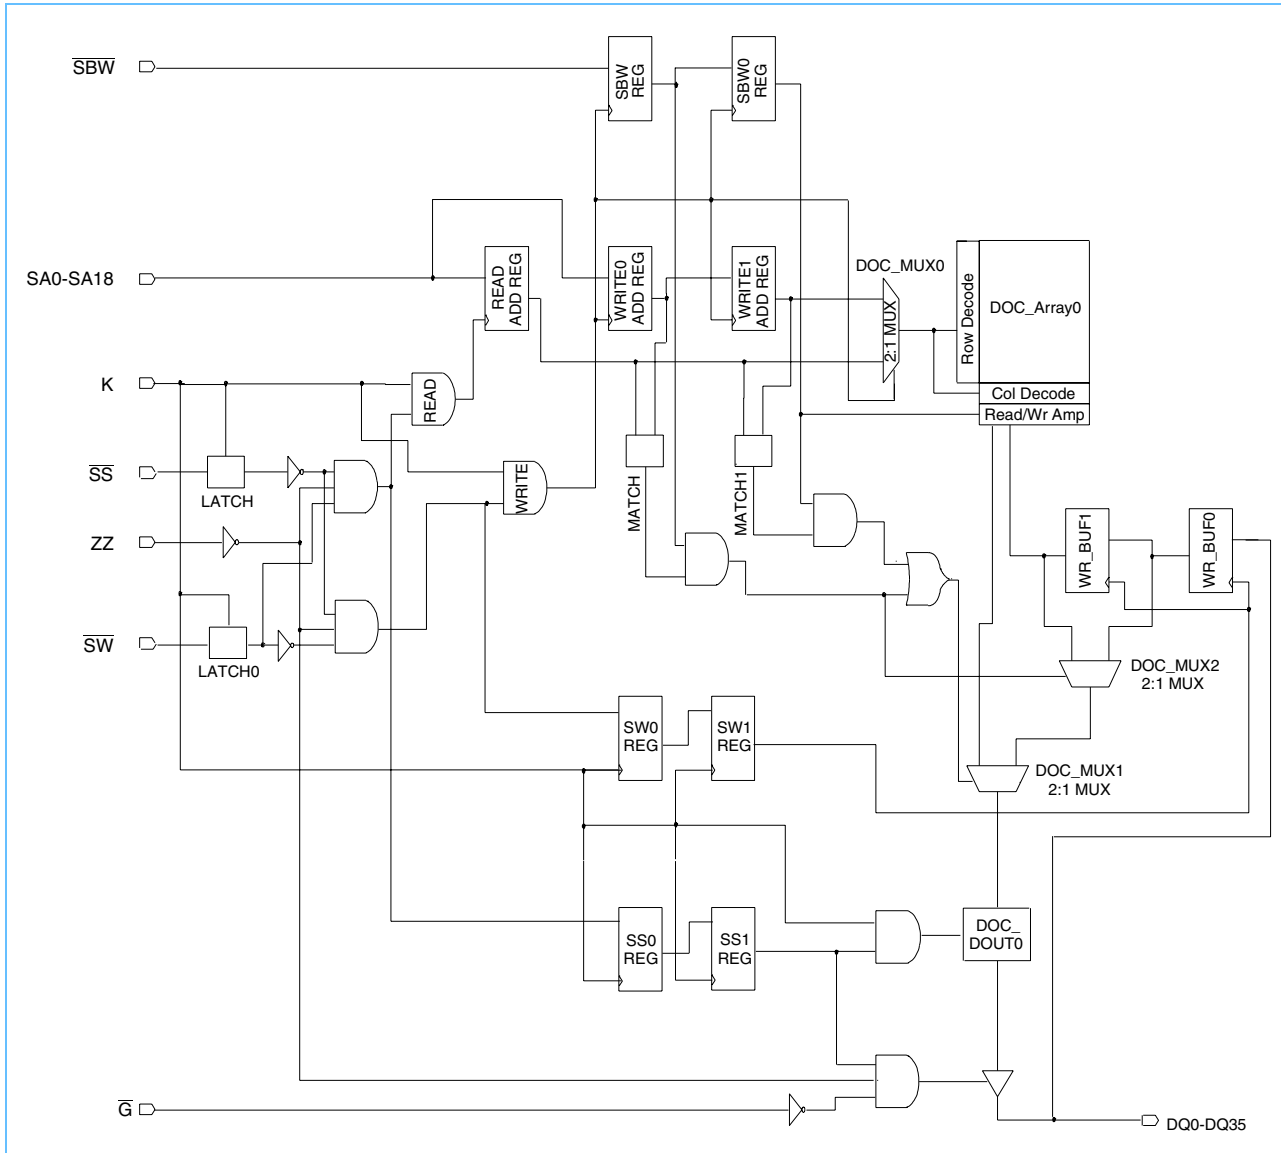 SBW
SBW
REG
SBW0
REG
SA0-SA18
READ
ADD REG
WRITE0
ADD REG
WRITE1
ADD REG
DOC_MUX0
2:1 MUX
Row Decode
DOC_Array0
Col Decode
Read/Wr Amp
K
READ
SS
LATCH
WRITE
MATCH
MATCH1
ZZ
WR_BUF1
WR_BUF0
SW
LATCH0
DOC_MUX2
2:1 MUX
SW0
REG
SW1
REG
DOC_MUX1
2:1 MUX
SS0
REG
SS1
REG
DOC_
DOUT0
G
DQ0-DQ35